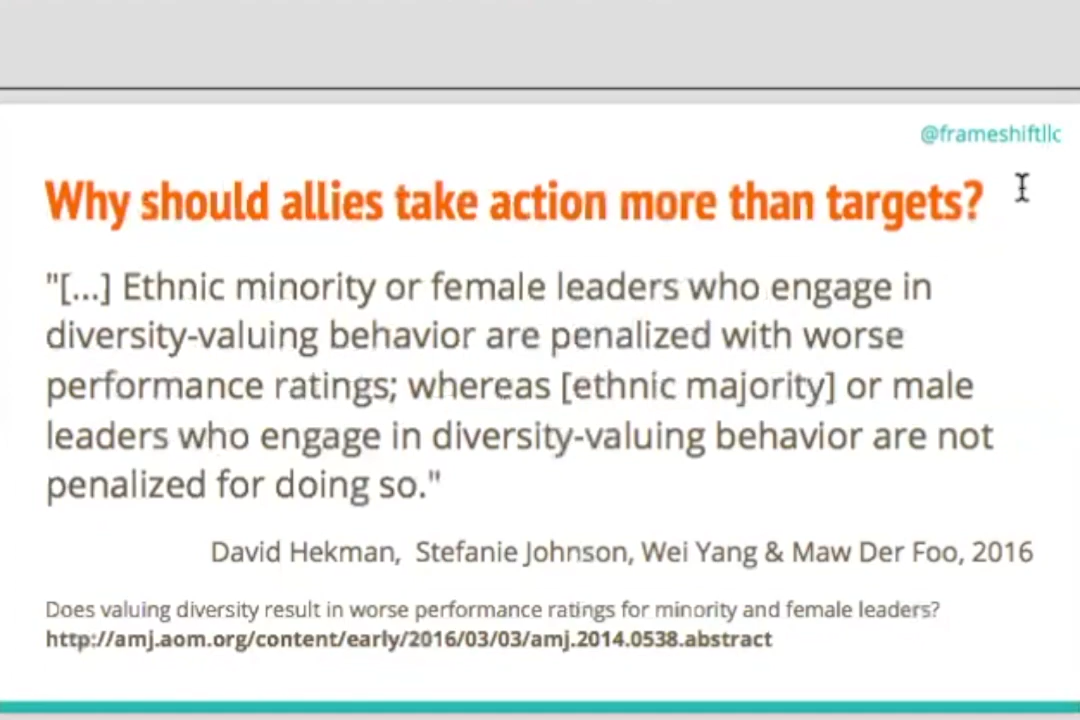 @frameshiftllc
Why should allies take action more than targets?
"[...] Ethnic minority or female leaders who engage in
diversity-valuing behavior are penalized with worse
performance ratings; whereas [ethnic majority] or male
leaders who engage in diversity-valuing behavior are not
penalized for doing so."
David Hekman, Stefanie Johnson, Wei Yang & Maw Der Foo, 2016
Does valuing diversity result in worse performance ratings for minority and female leaders?
http://amj.aom.org/content/early/2016/03/03/amj.2014.0538.abstract